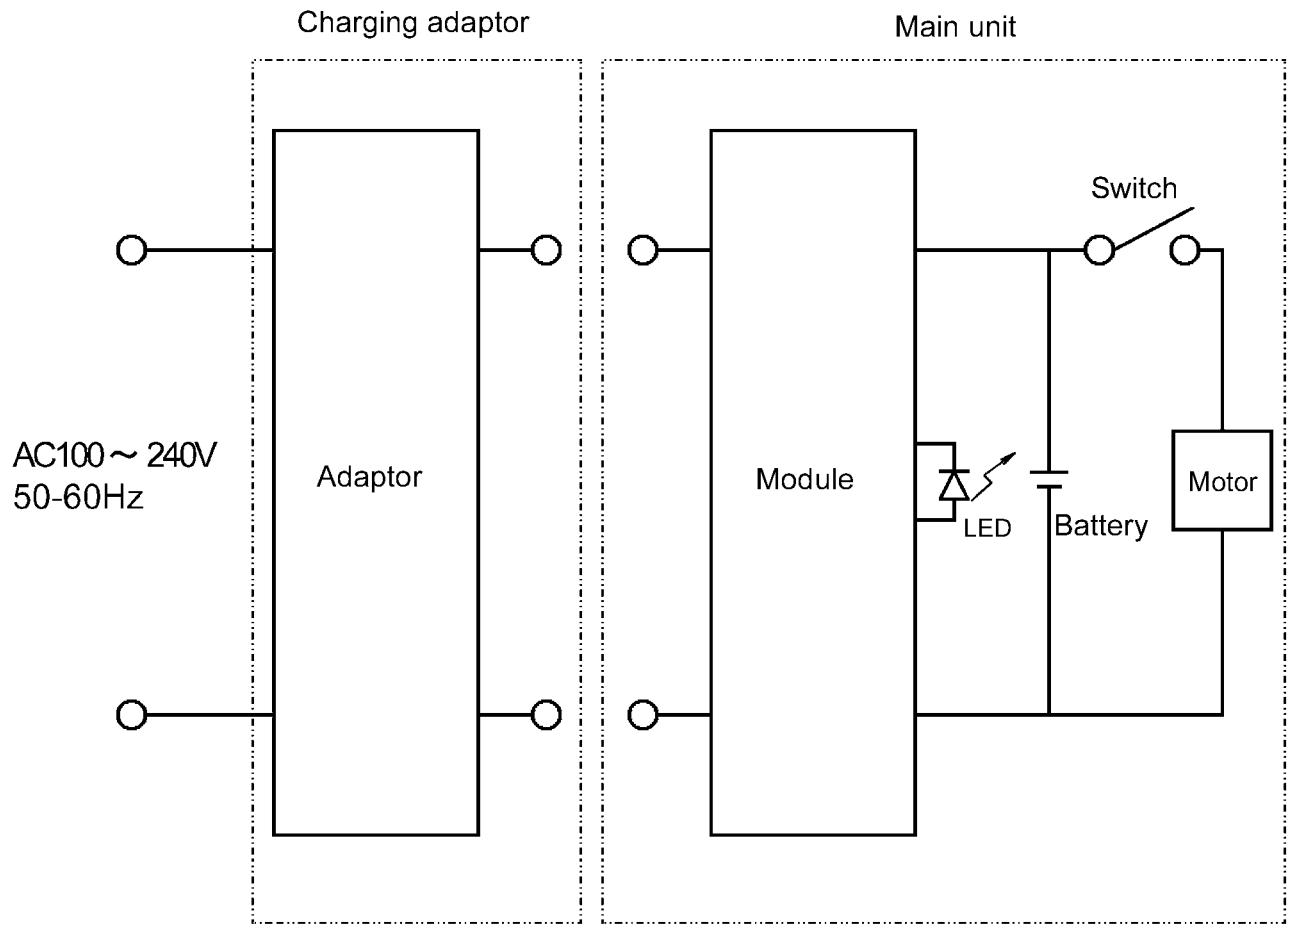 Charging adaptor
Main unit
Switch
AC100～240V
50-60Hz
Adaptor
Module
LED
Battery
Motor